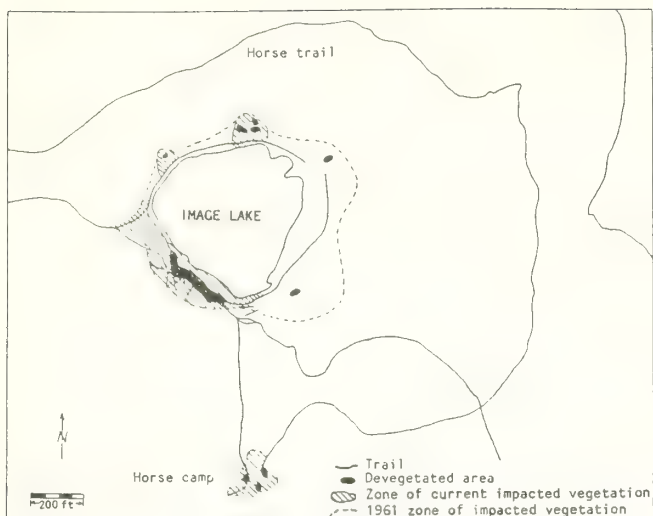 Horse trail
IMAGE LAKE
N
Horse camp
200 ft
Trail
Devegetated area
Zone of current impacted vegetation
1961 zone of impacted vegetation